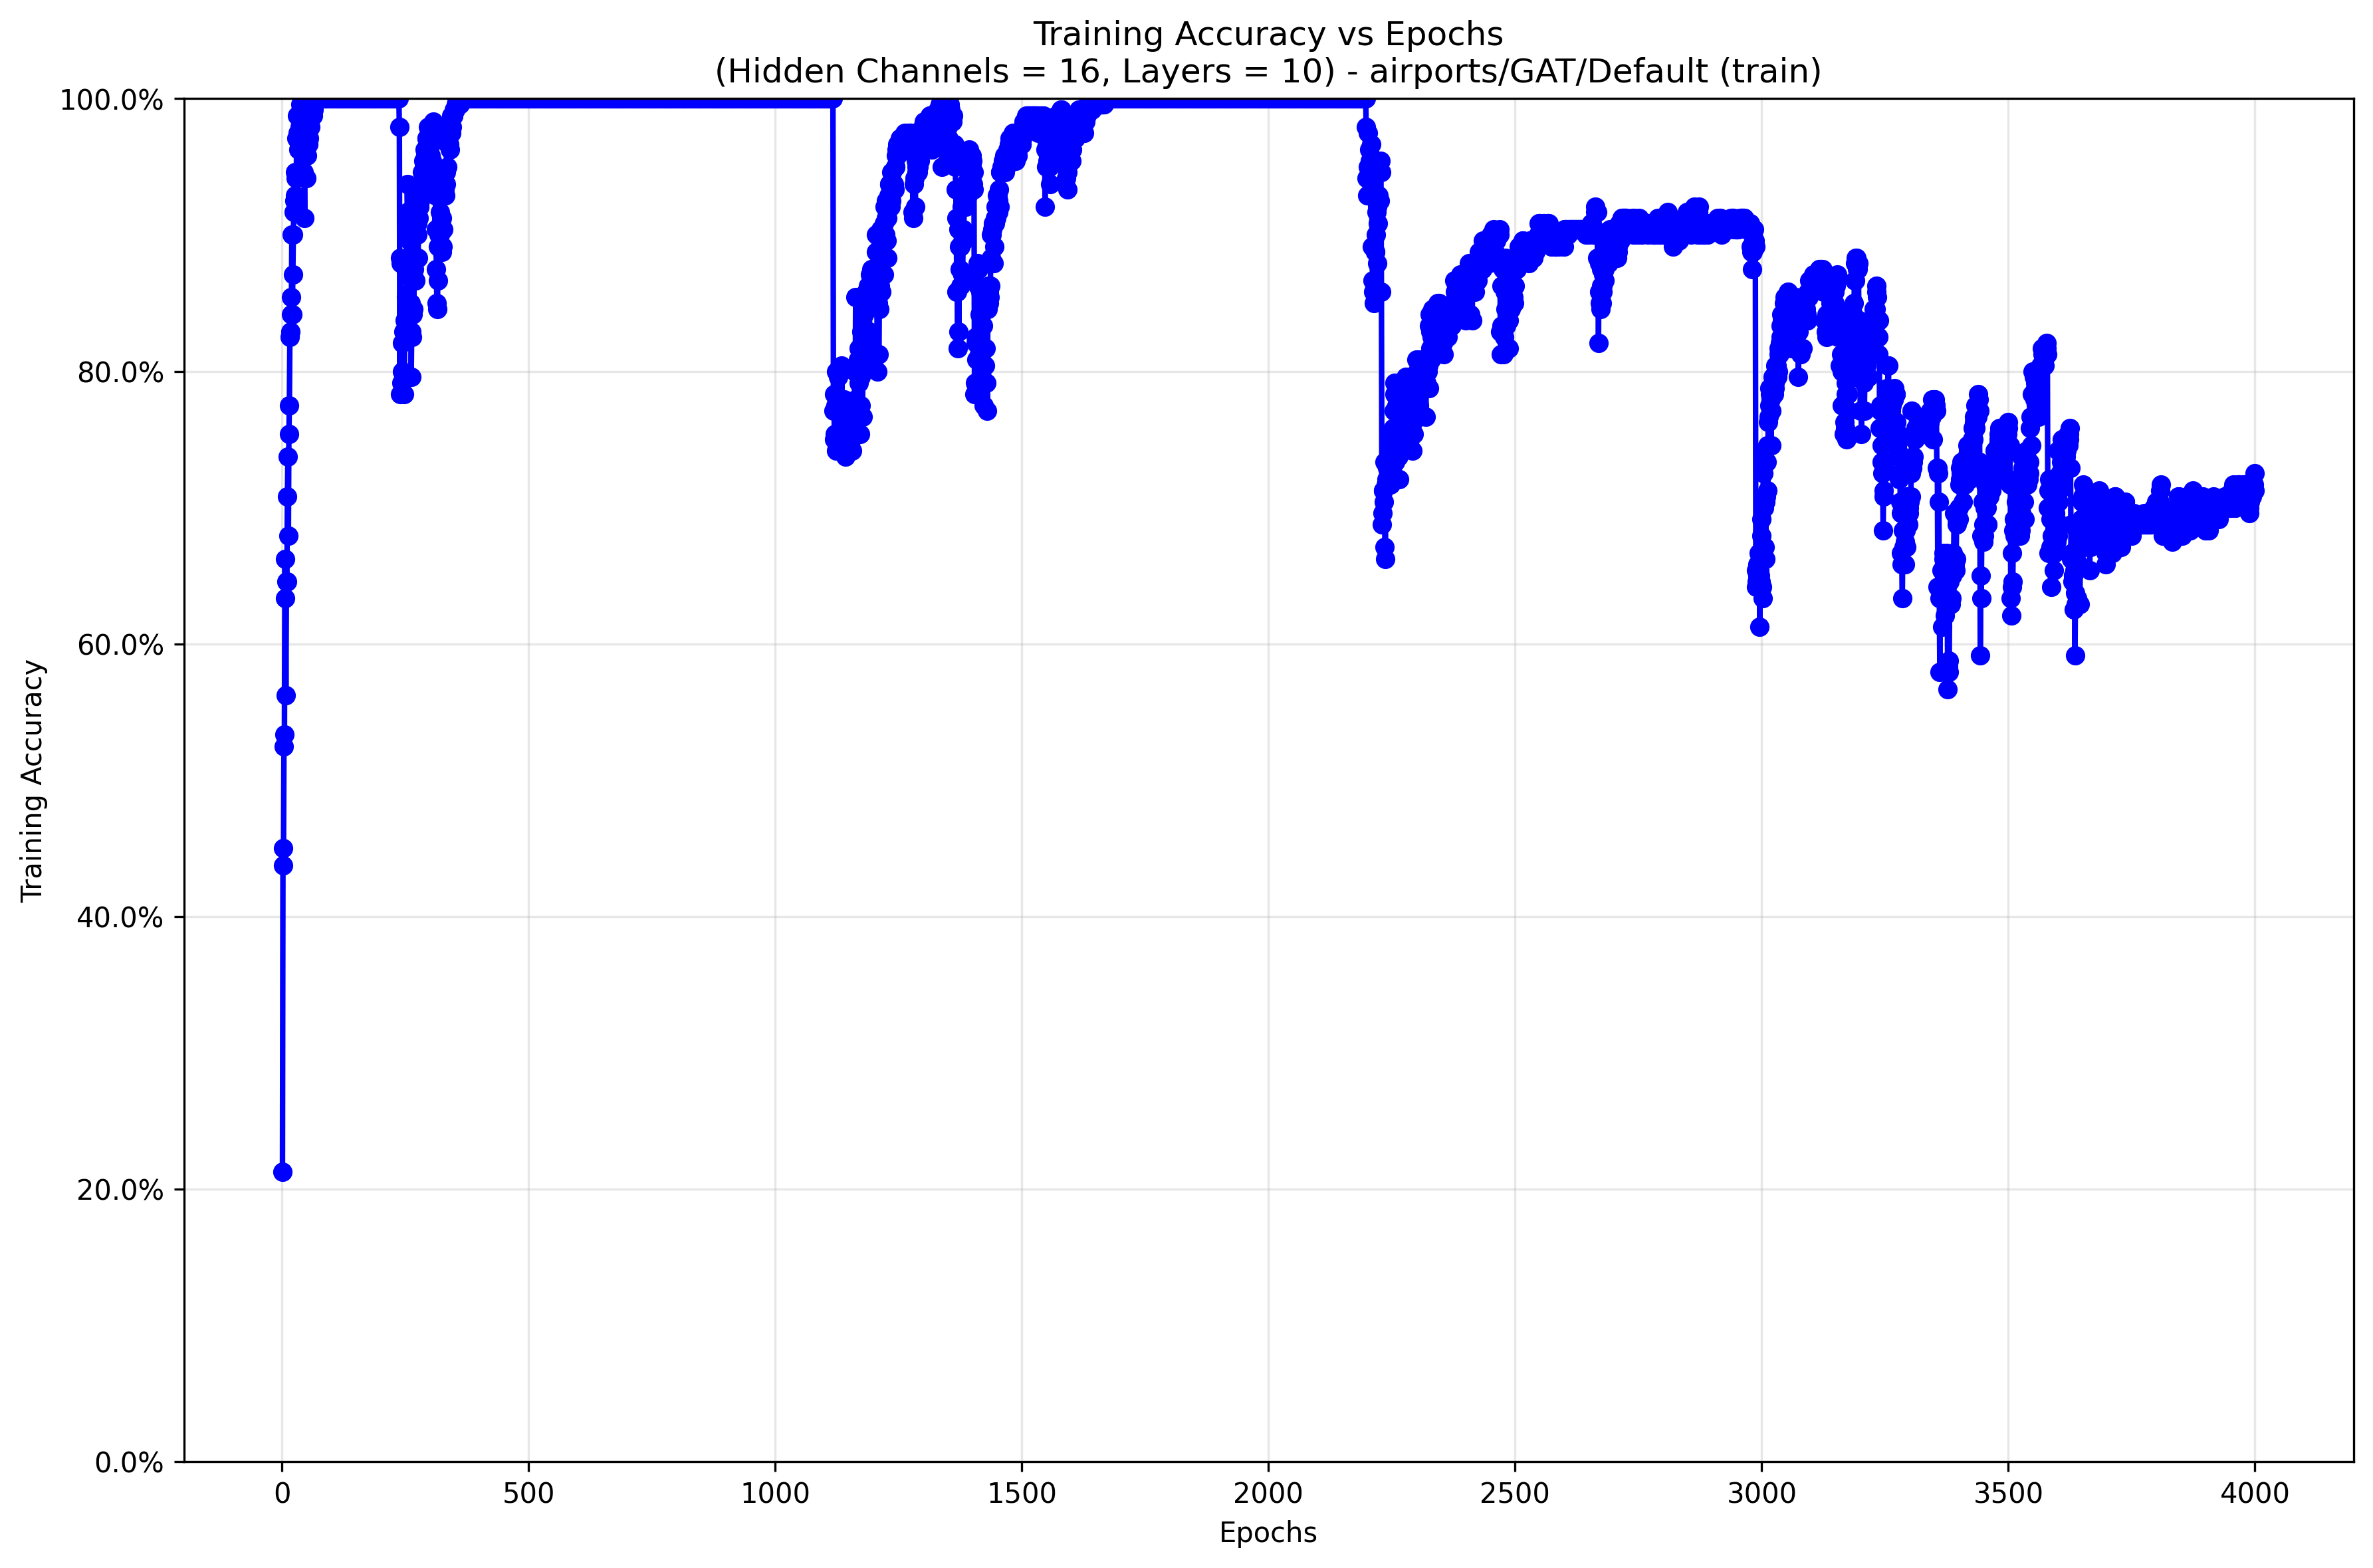 Training Accuracy vs Epochs
(Hidden Channels = 16, Layers = 10) - airports/GAT/Default (train)
100.0%
80.0%
60.0%
40.0%
20.0%
0.0%
Training Accuracy
0 500 1000 1500 2000 2500 3000 3500 4000
Epochs